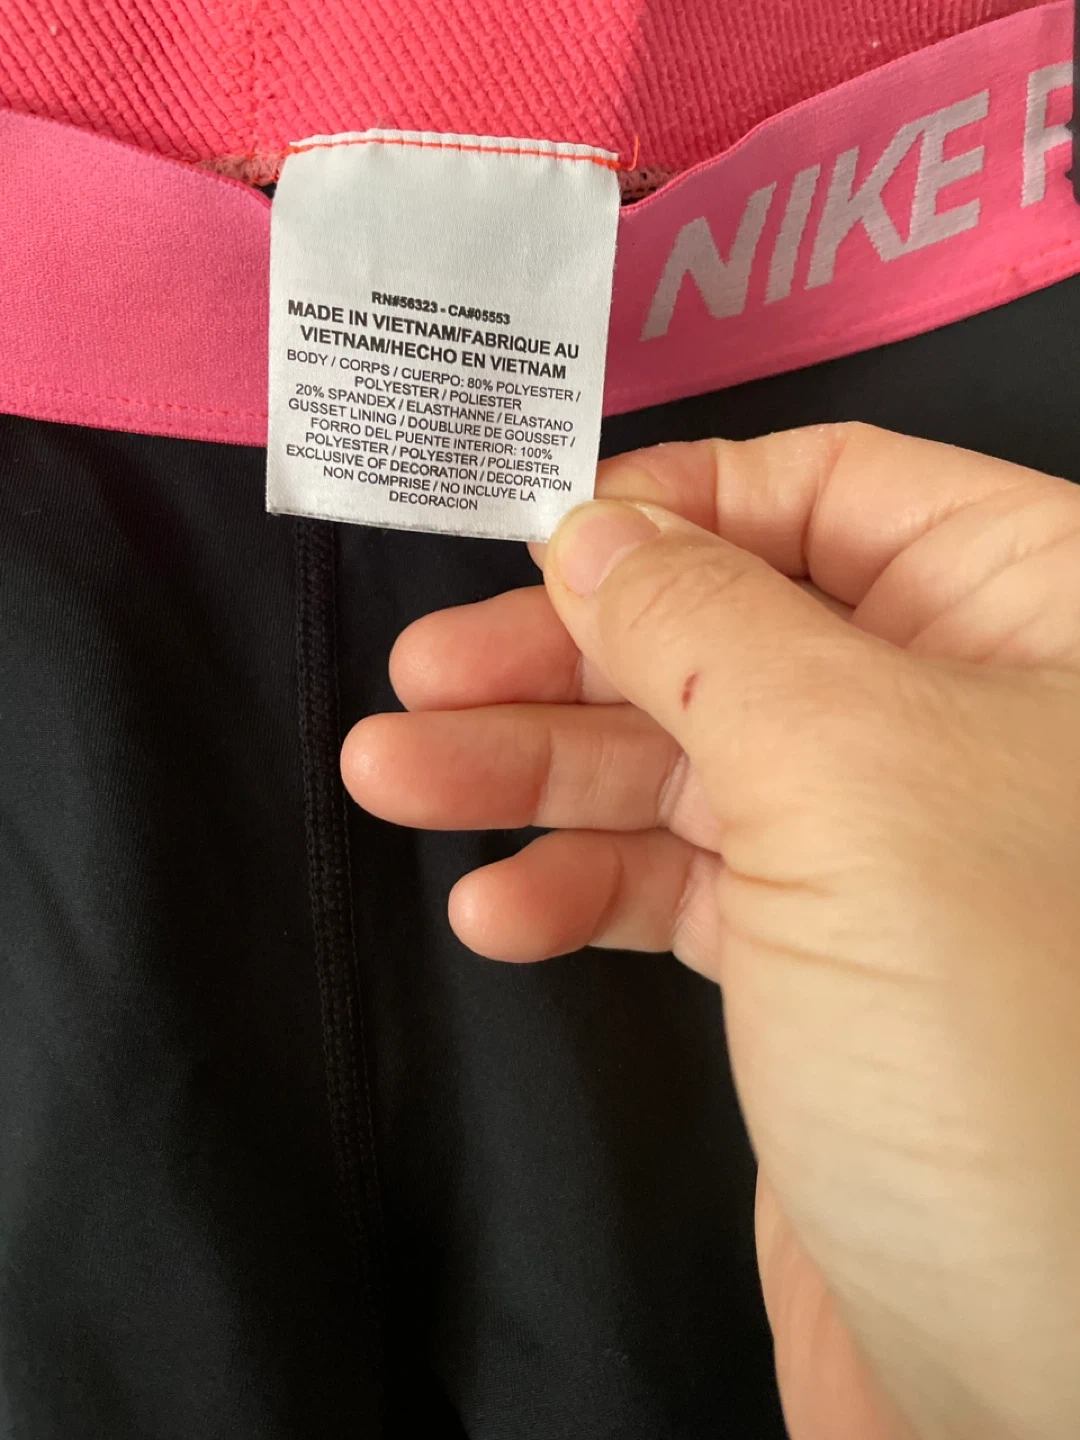 NIKE
RN#56323 - CA#05553
MADE IN VIETNAM/FABRIQUE AU
VIETNAM/HECHO EN VIETNAM
BODY / CORPS / CUERPO: 80% POLYESTER /
POLYESTER / POLIESTER
20% SPANDEX / ELASTHANNE / ELASTANO
GUSSET LINING / DOUBLURE DE GOUSSET /
FORRO DEL PUENTE INTERIOR: 100%
POLYESTER / POLYESTER / POLIESTER
EXCLUSIVE OF DECORATION / DECORATION
NON COMPRISE / NO INCLUYE LA
DECORACION